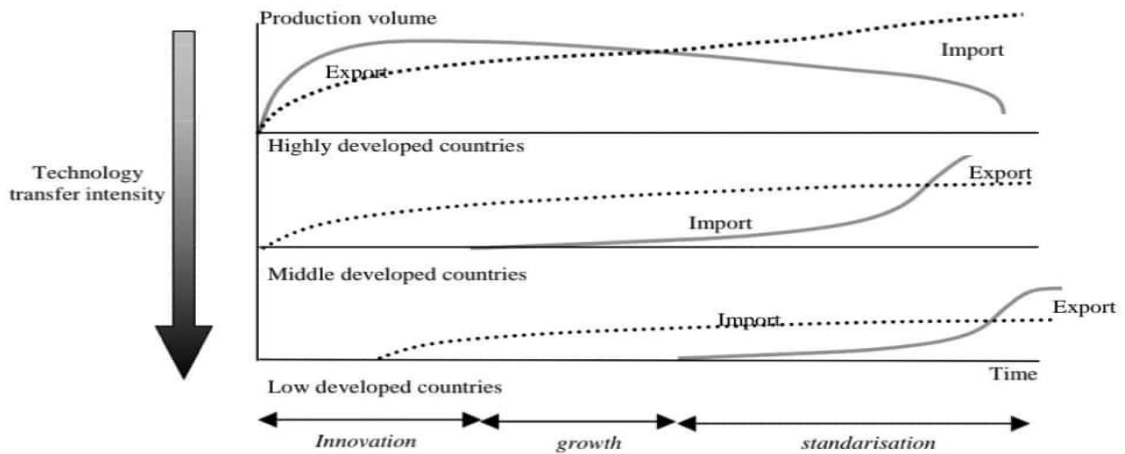 Production volume
Import
Export
Highly developed countries
Technology
transfer intensity
Export
Import
Middle developed countries
Export
Import
Time
Low developed countries
Innovation
growth
standarisation